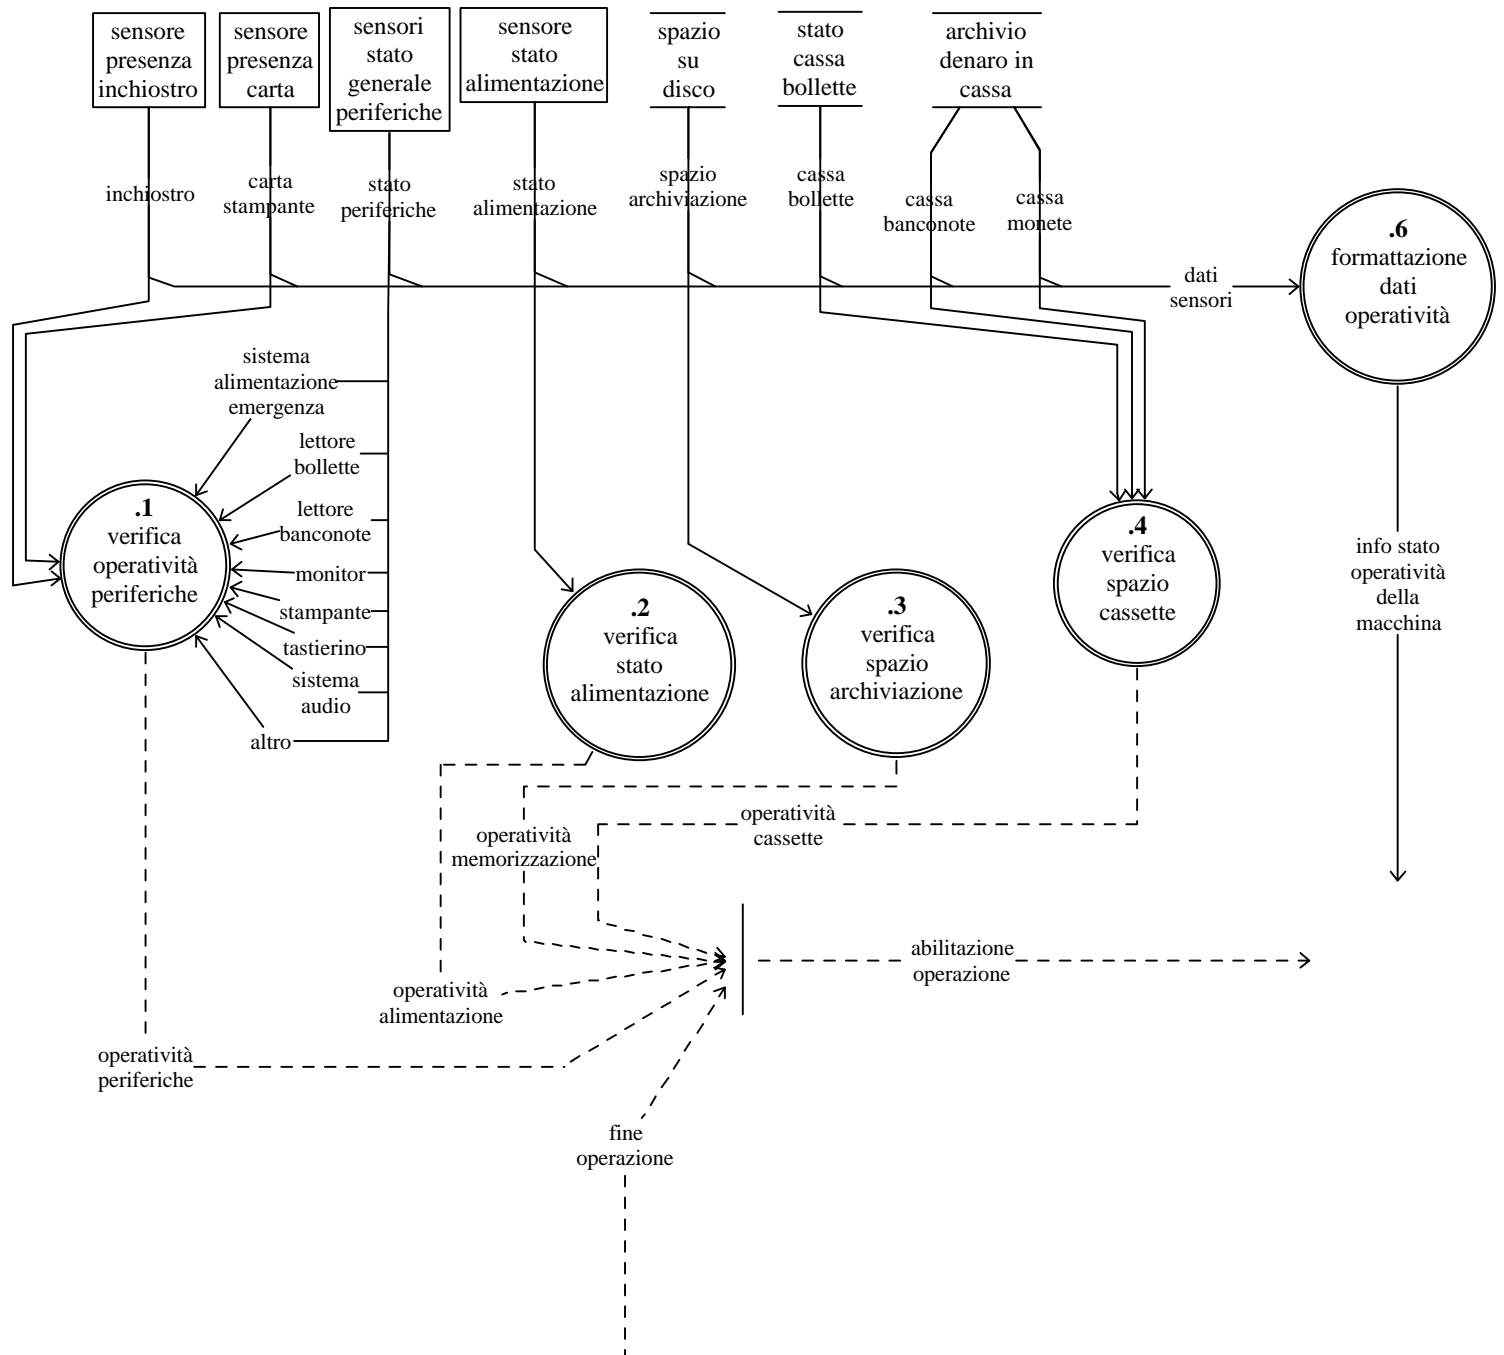 sensore
presenza
inchiostro
sensore
presenza
carta
sensori
stato
generale
periferiche
sensore
stato
alimentazione
spazio
su
disco
stato
cassa
bollette
archivio
denaro in
cassa
inchiostro
carta
stampante
stato
periferiche
stato
alimentazione
spazio
archiviazione
cassa
bollette
cassa
banconote
cassa
monete
dati
sensori
.6
formattazione
dati
operatività
sistema
alimentazione
emergenza
lettore
bollette
lettore
banconote
monitor
stampante
tastierino
sistema
audio
altro
.1
verifica
operatività
periferiche
.2
verifica
stato
alimentazione
.3
verifica
spazio
archiviazione
.4
verifica
spazio
cassette
info stato
operatività
della
macchina
operatività
memorizzazione
operatività
cassette
operatività
alimentazione
abilitazione
operazione
operatività
periferiche
fine
operazione